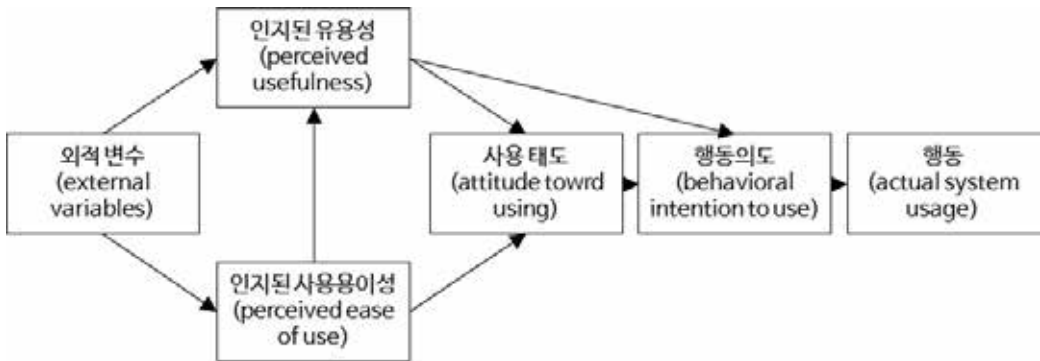 인지된 유용성
(perceived
usefulness)
외적 변수
(external
variables)
사용 태도
(attitude towrd
using)
행동의도
(behavioral
intention to use)
행동
(actual system
usage)
인지된 사용용이성
(perceived ease
of use)